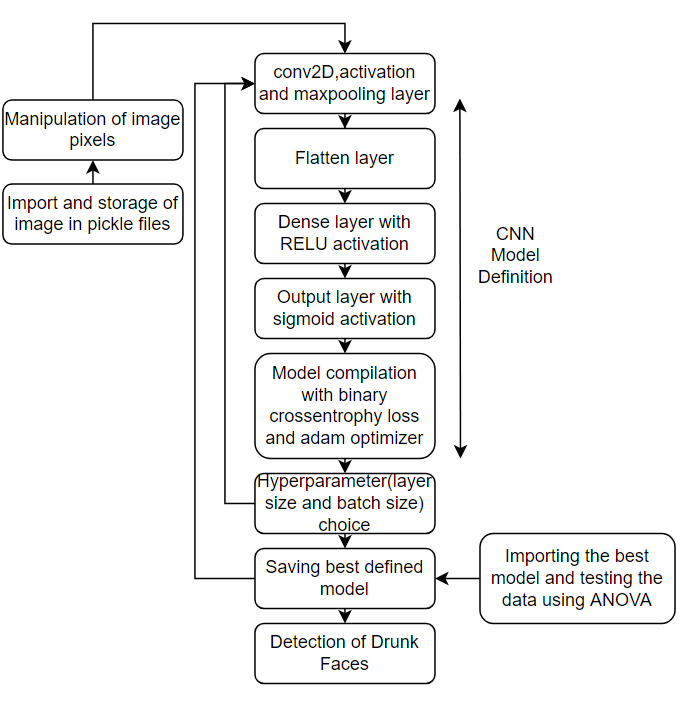 conv2D,activation
and maxpooling layer
Manipulation of image
pixels
Import and storage of
image in pickle files
Flatten layer
Dense layer with
RELU activation
Output layer with
sigmoid activation
Model compilation
with binary
crossentropy loss
and adam optimizer
CNN
Model
Definition
Hyperparameter(layer
size and batch size)
choice
Saving best defined
model
Importing the best
model and testing the
data using ANOVA
Detection of Drunk
Faces